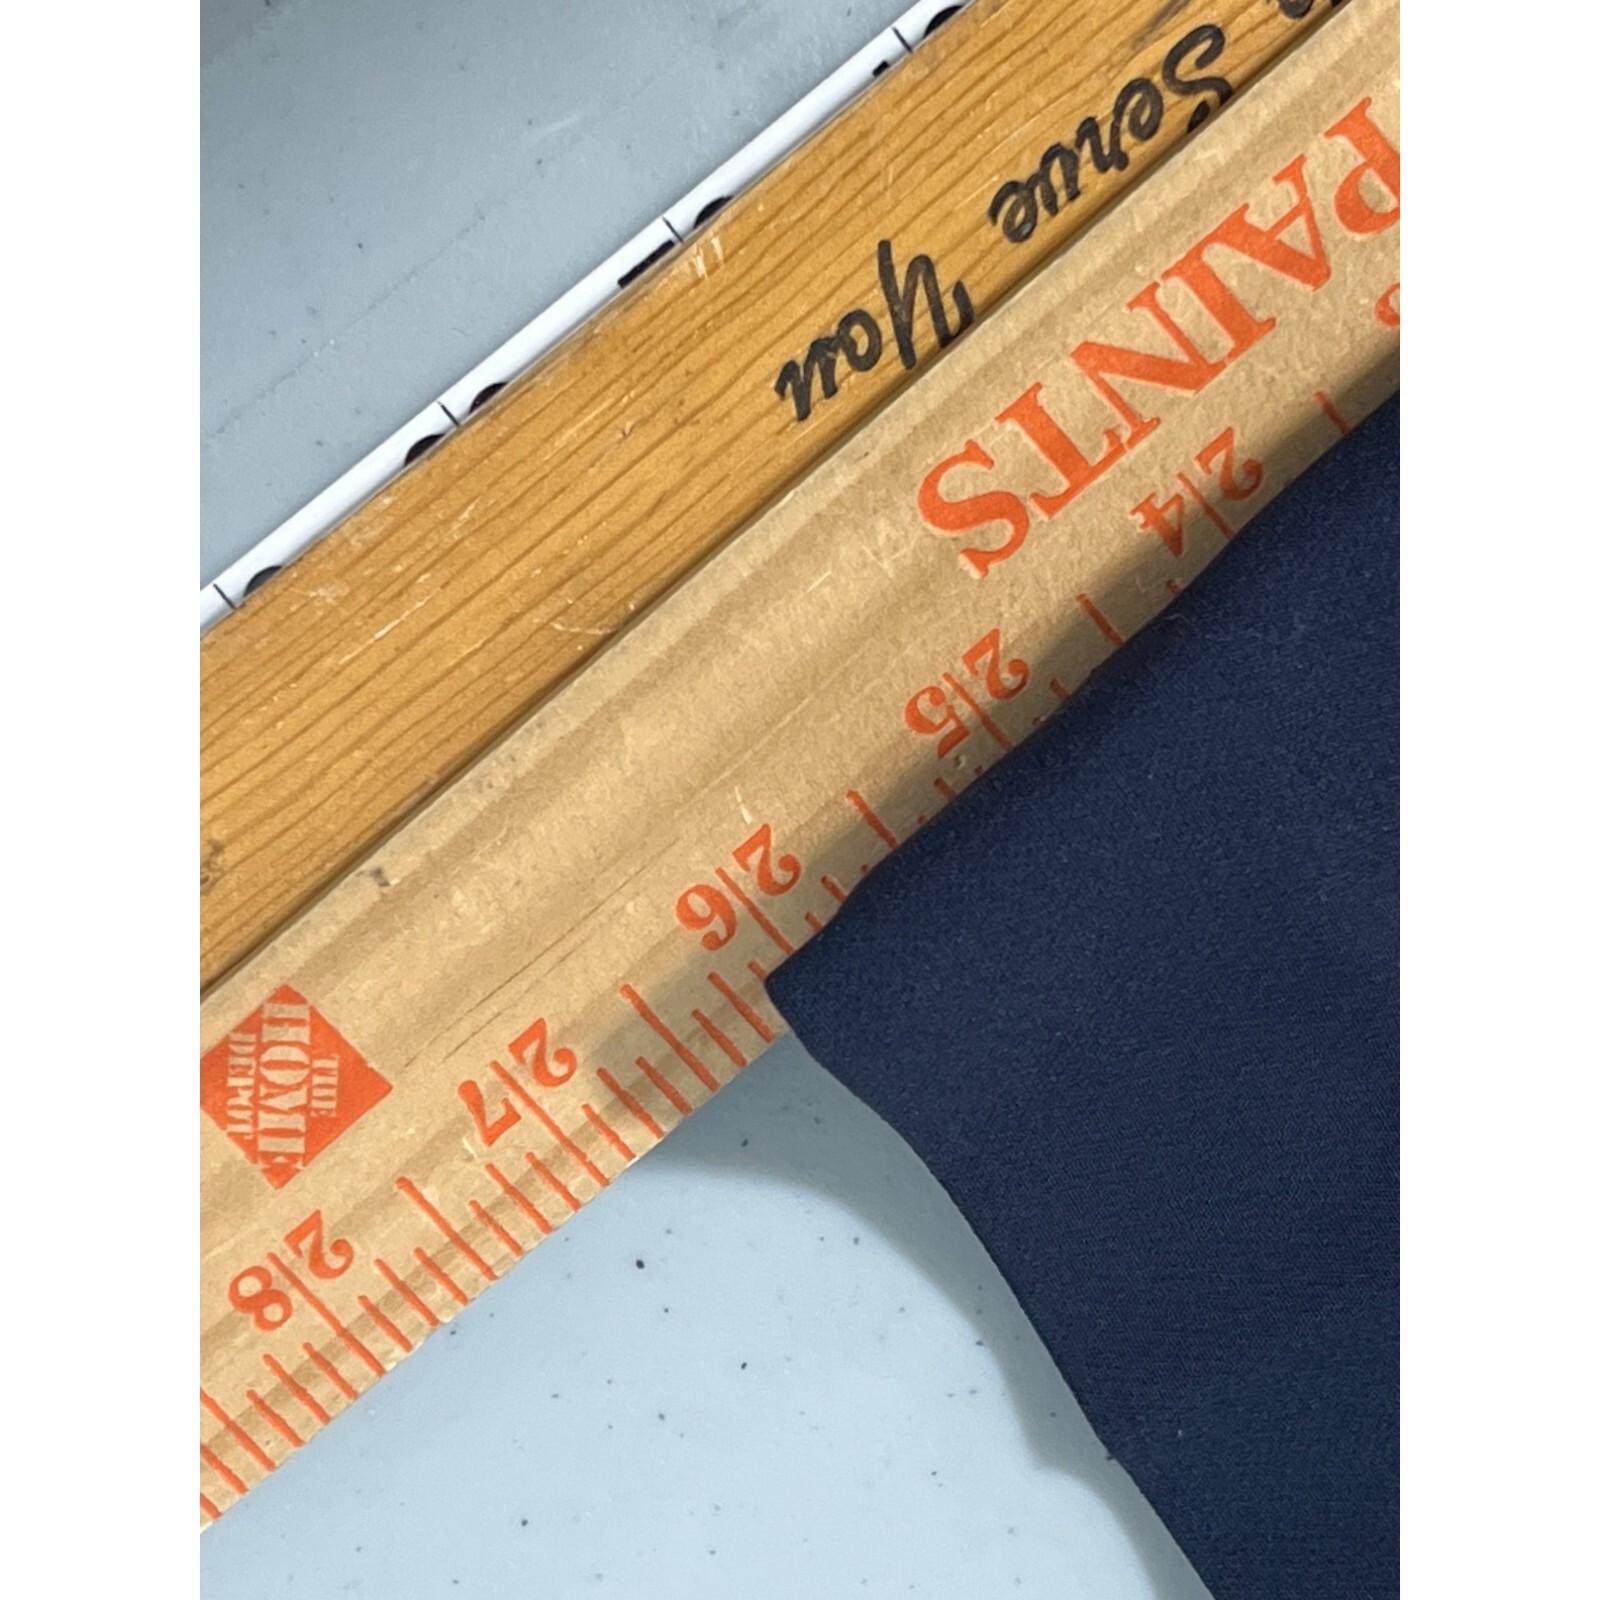 Serve You
PAINTS
24
25
26
27
28
THE
HOME
DEPOT